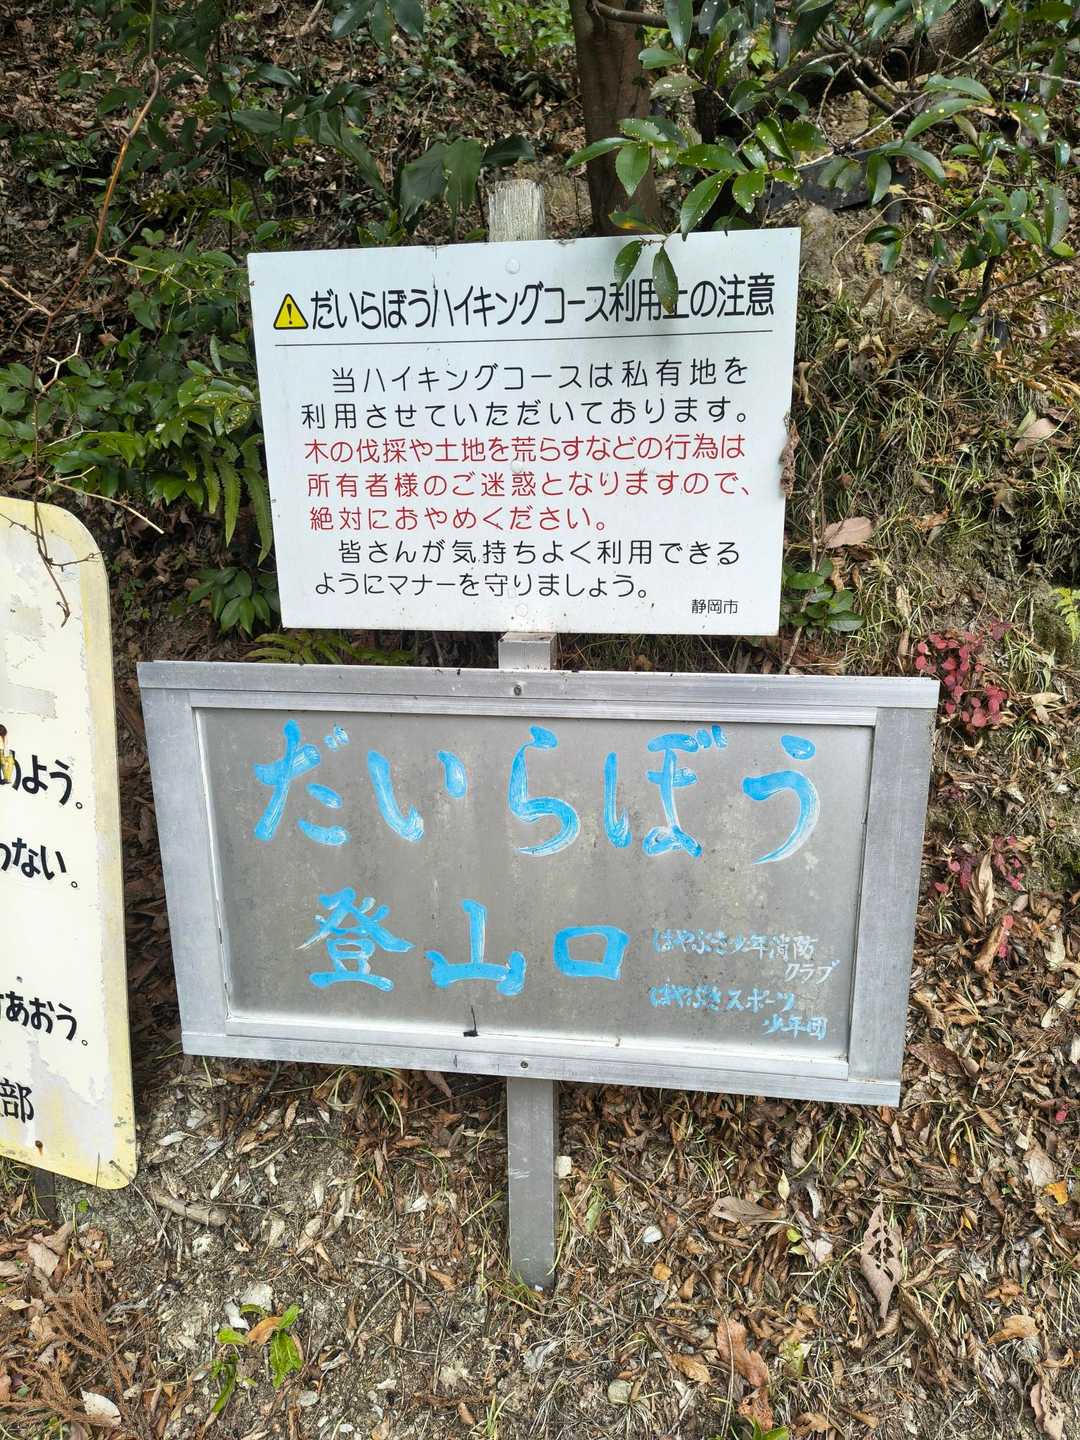 だいらぼうハイキングコース利用上の注意
当ハイキングコースは私有地を
利用させていただいております。
木の伐採や土地を荒らすなどの行為は
所有者様のご迷惑となりますので、
絶対におやめください。
皆さんが気持ちよく利用できる
ようにマナーを守りましょう。
静岡市
だいらぼう
登山口
はやぶさ少年消防
クラブ
はやぶさスポーツ
少年団
めよう。
わない。
あおう。
部